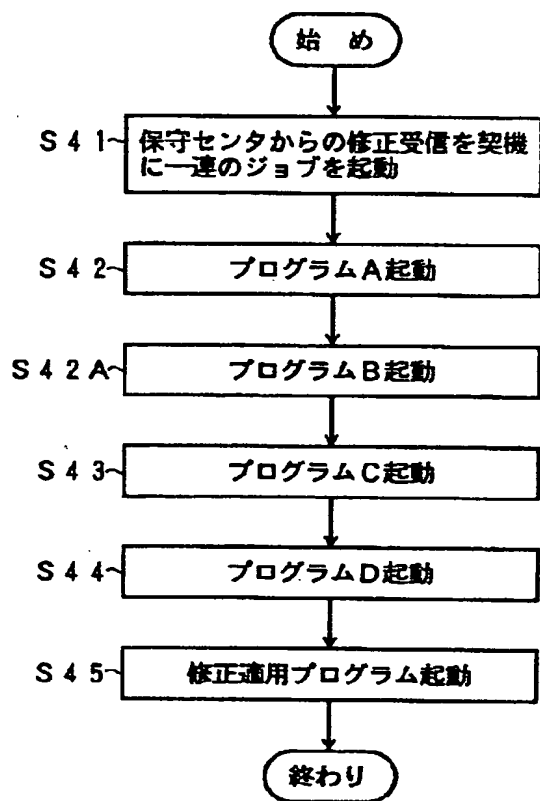 始 め
S41 保守センタからの修正受信を契機
に一連のジョブを起動
S42 プログラムA起動
S42A プログラムB起動
S43 プログラムC起動
S44 プログラムD起動
S45 修正適用プログラム起動
終わり